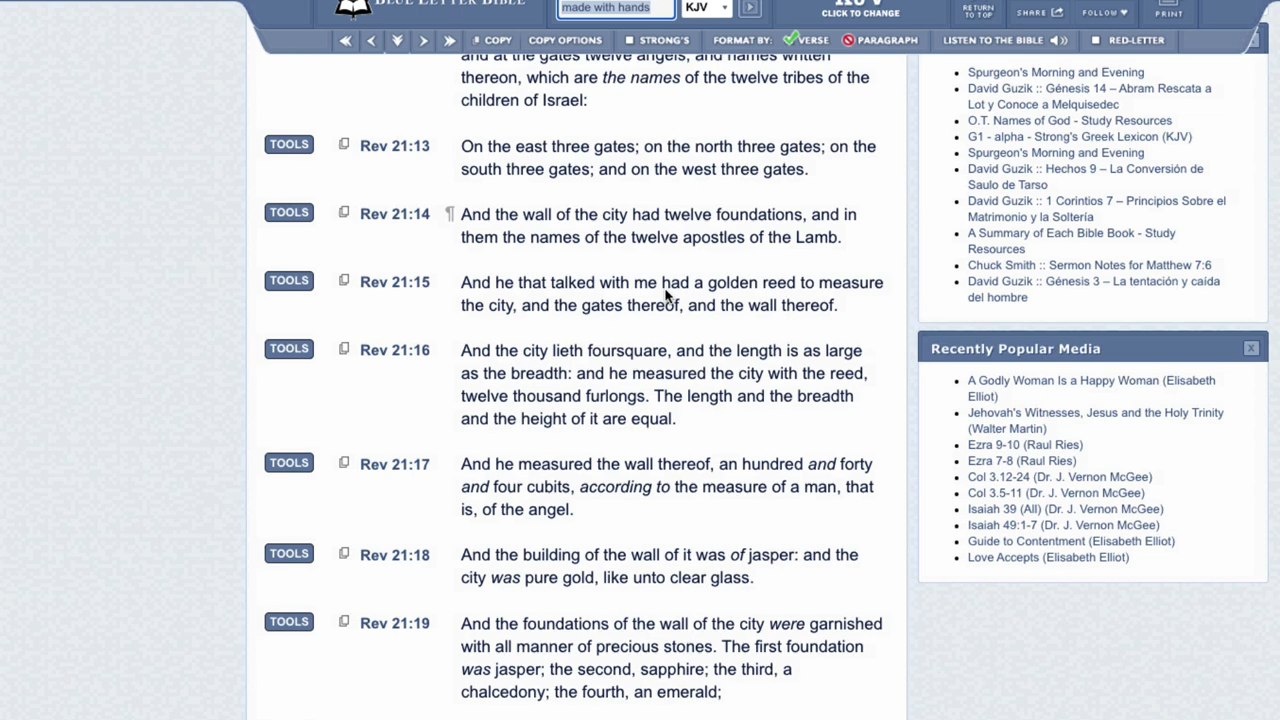 BLUE LETTER BIBLE
made with hands
KJV
CLICK TO CHANGE
RETURN
TO TOP
SHARE
FOLLOW
PRINT
COPY
COPY OPTIONS
STRONG'S
FORMAT BY:
VERSE
PARAGRAPH
LISTEN TO THE BIBLE
RED-LETTER
and at the gates twelve angels, and names written
thereon, which are the names of the twelve tribes of the
children of Israel:
TOOLS Rev 21:13 On the east three gates; on the north three gates; on the
south three gates; and on the west three gates.
TOOLS Rev 21:14 ¶ And the wall of the city had twelve foundations, and in
them the names of the twelve apostles of the Lamb.
TOOLS Rev 21:15 And he that talked with me had a golden reed to measure
the city, and the gates thereof, and the wall thereof.
TOOLS Rev 21:16 And the city lieth foursquare, and the length is as large
as the breadth: and he measured the city with the reed,
twelve thousand furlongs. The length and the breadth
and the height of it are equal.
TOOLS Rev 21:17 And he measured the wall thereof, an hundred and forty
and four cubits, according to the measure of a man, that
is, of the angel.
TOOLS Rev 21:18 And the building of the wall of it was of jasper: and the
city was pure gold, like unto clear glass.
TOOLS Rev 21:19 And the foundations of the wall of the city were garnished
with all manner of precious stones. The first foundation
was jasper; the second, sapphire; the third, a
chalcedony; the fourth, an emerald;
Spurgeon's Morning and Evening
David Guzik :: Génesis 14 – Abram Rescata a
Lot y Conoce a Melquisedec
O.T. Names of God - Study Resources
G1 - alpha - Strong's Greek Lexicon (KJV)
Spurgeon's Morning and Evening
David Guzik :: Hechos 9 – La Conversión de
Saulo de Tarso
David Guzik :: 1 Corintios 7 – Principios Sobre el
Matrimonio y la Soltería
A Summary of Each Bible Book - Study
Resources
Chuck Smith :: Sermon Notes for Matthew 7:6
David Guzik :: Génesis 3 – La tentación y caída
del hombre
Recently Popular Media
A Godly Woman Is a Happy Woman (Elisabeth
Elliot)
Jehovah's Witnesses, Jesus and the Holy Trinity
(Walter Martin)
Ezra 9-10 (Raul Ries)
Ezra 7-8 (Raul Ries)
Col 3.12-24 (Dr. J. Vernon McGee)
Col 3.5-11 (Dr. J. Vernon McGee)
Isaiah 39 (All) (Dr. J. Vernon McGee)
Isaiah 49:1-7 (Dr. J. Vernon McGee)
Guide to Contentment (Elisabeth Elliot)
Love Accepts (Elisabeth Elliot)